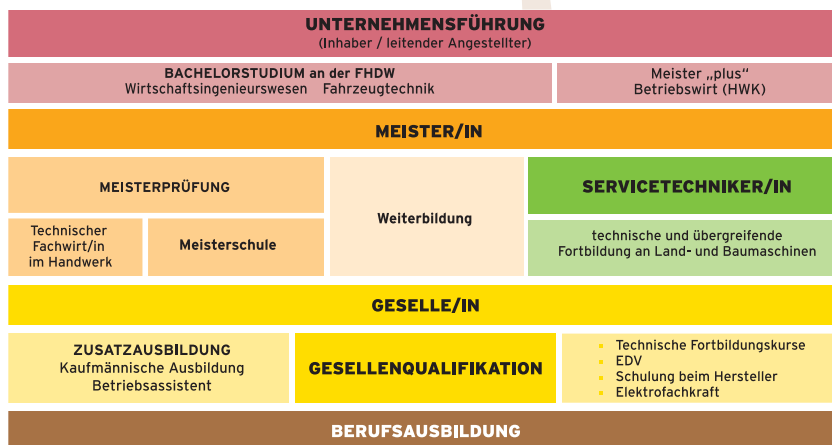 UNTERNEHMENSFÜHRUNG
(Inhaber / leitender Angestellter)
BACHELORSTUDIUM an der FHDW
Wirtschaftsingenieurswesen Fahrzeugtechnik
Meister „plus“
Betriebswirt (HWK)
MEISTER/IN
MEISTERPRÜFUNG
Technischer
Fachwirt/in
im Handwerk
Meisterschule
Weiterbildung
SERVICETECHNIKER/IN
technische und übergreifende
Fortbildung an Land- und Baumaschinen
GESELLE/IN
ZUSATZAUSBILDUNG
Kaufmännische Ausbildung
Betriebsassistent
GESELLENQUALIFIKATION
Technische Fortbildungskurse
EDV
Schulung beim Hersteller
Elektrofachkraft
BERUFSAUSBILDUNG